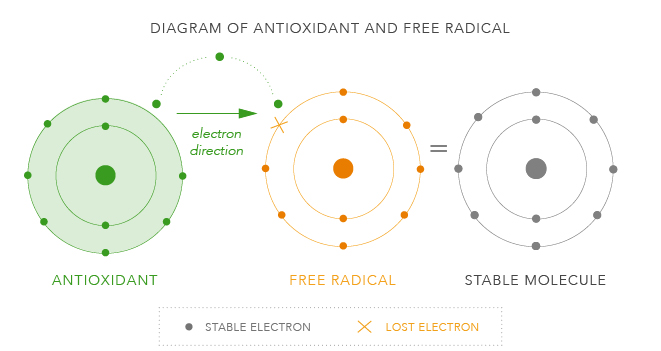 DIAGRAM OF ANTIOXIDANT AND FREE RADICAL
electron
direction
=
ANTIOXIDANT
FREE RADICAL
STABLE MOLECULE
STABLE ELECTRON
LOST ELECTRON